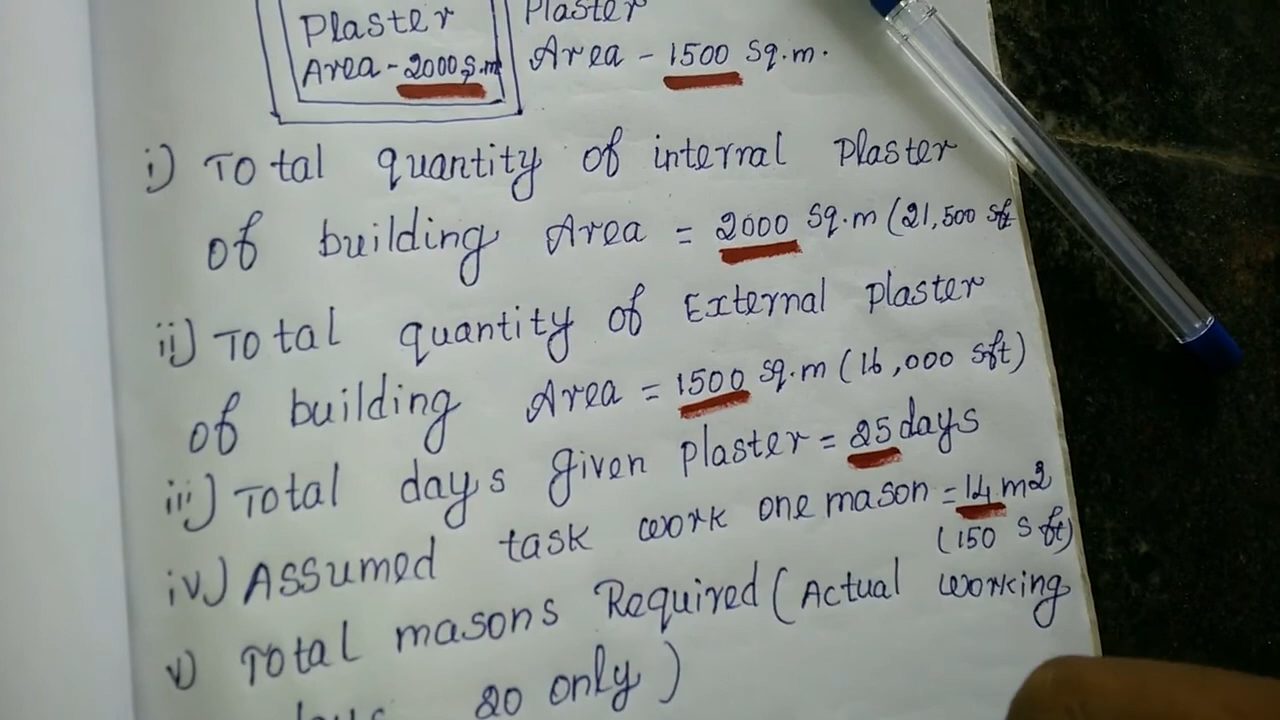 Plaster
Area - 2000 s.m
Plaster
Area - 1500 Sq.m.
i) Total quantity of internal Plaster
of building Area = 2000 Sq.m (21,500 sft
ii) Total quantity of External Plaster
of building Area = 1500 Sq.m (16,000 sft)
iii) Total days given Plaster = 25 days
iv) Assumed task work one mason = 14 m2
(150 sft)
v) Total masons Required (Actual working
days 20 only)